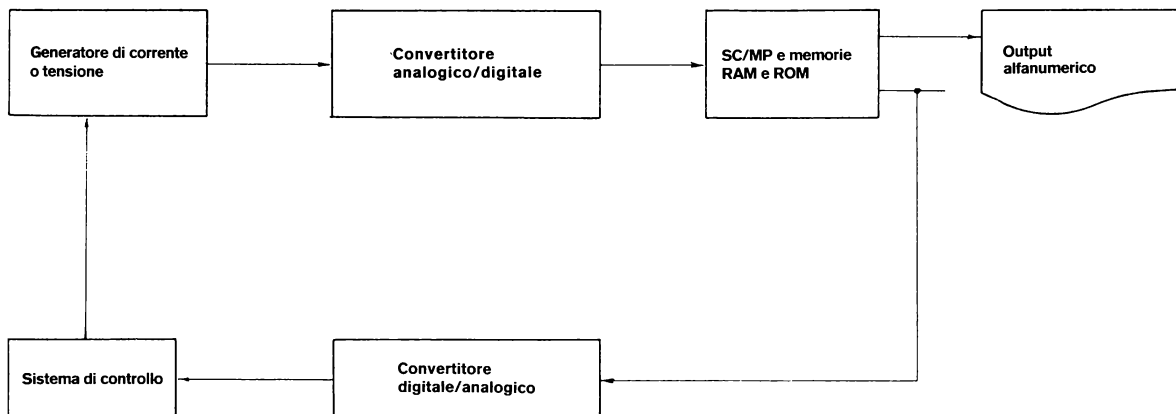 Generatore di corrente
o tensione
Convertitore
analogico/digitale
SC/MP e memorie
RAM e ROM
Output
alfanumerico
Sistema di controllo
Convertitore
digitale/analogico